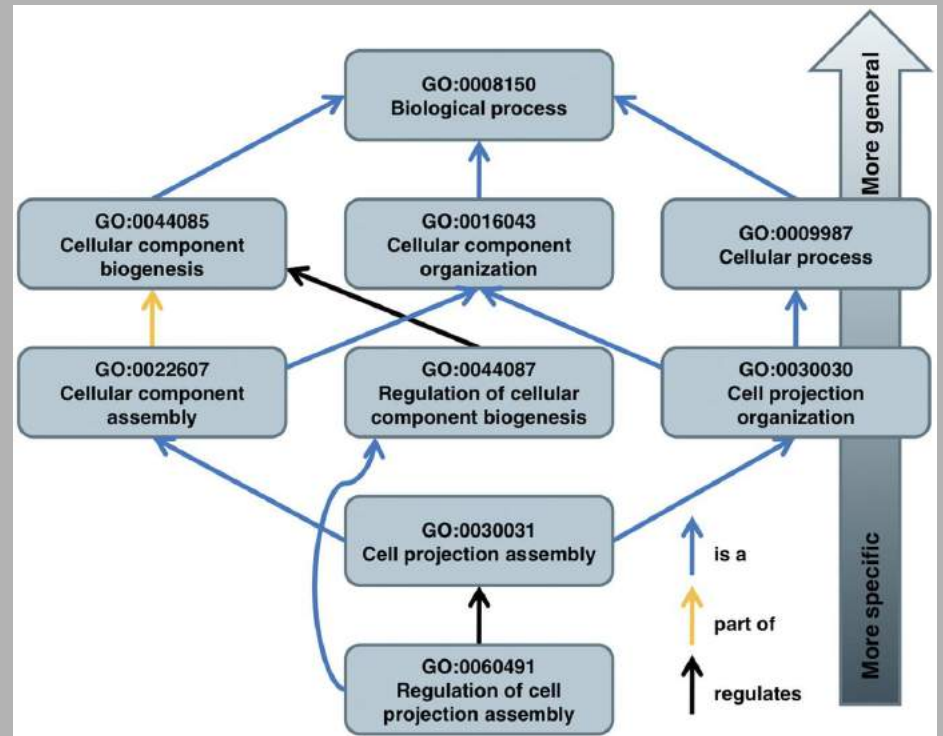 GO:0008150
Biological process
More general
GO:0044085
Cellular component
biogenesis
GO:0016043
Cellular component
organization
GO:0009987
Cellular process
GO:0022607
Cellular component
assembly
GO:0044087
Regulation of cellular
component biogenesis
GO:0030030
Cell projection
organization
GO:0030031
Cell projection assembly
is a
part of
regulates
More specific
GO:0060491
Regulation of cell
projection assembly